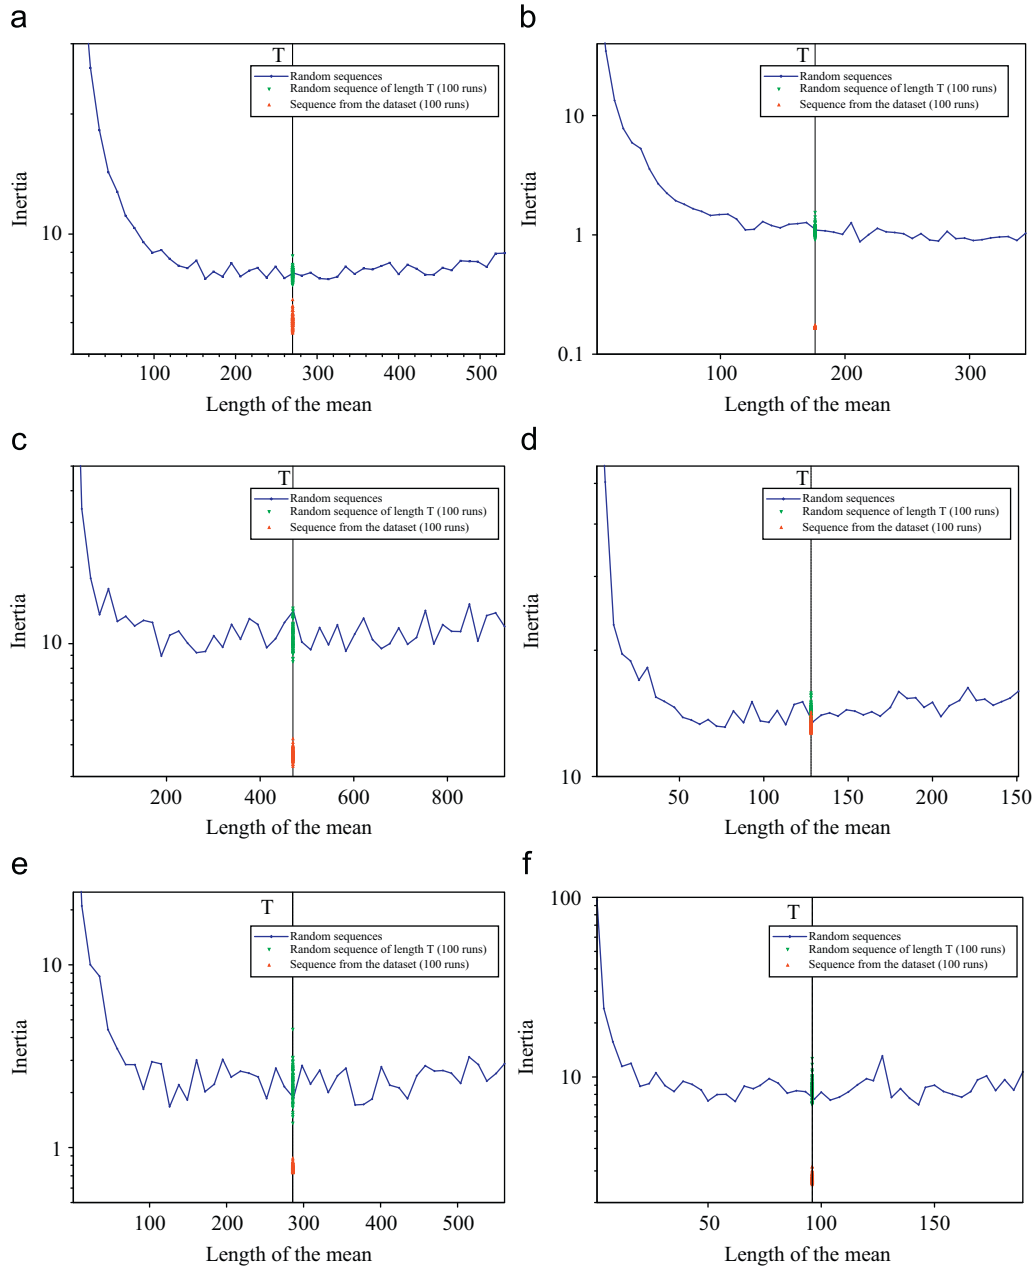 a
T
Random sequences
Random sequence of length T (100 runs)
Sequence from the dataset (100 runs)
Inertia
10
100 200 300 400 500
Length of the mean
b
T
Random sequences
Random sequence of length T (100 runs)
Sequence from the dataset (100 runs)
Inertia
10
1
0.1
100 200 300
Length of the mean
c
T
Random sequences
Random sequence of length T (100 runs)
Sequence from the dataset (100 runs)
Inertia
10
200 400 600 800
Length of the mean
d
T
Random sequences
Random sequence of length T (100 runs)
Sequence from the dataset (100 runs)
Inertia
10
50 100 150 200 150
Length of the mean
e
T
Random sequences
Random sequence of length T (100 runs)
Sequence from the dataset (100 runs)
Inertia
10
1
100 200 300 400 500
Length of the mean
f
T
Random sequences
Random sequence of length T (100 runs)
Sequence from the dataset (100 runs)
Inertia
100
10
50 100 150
Length of the mean